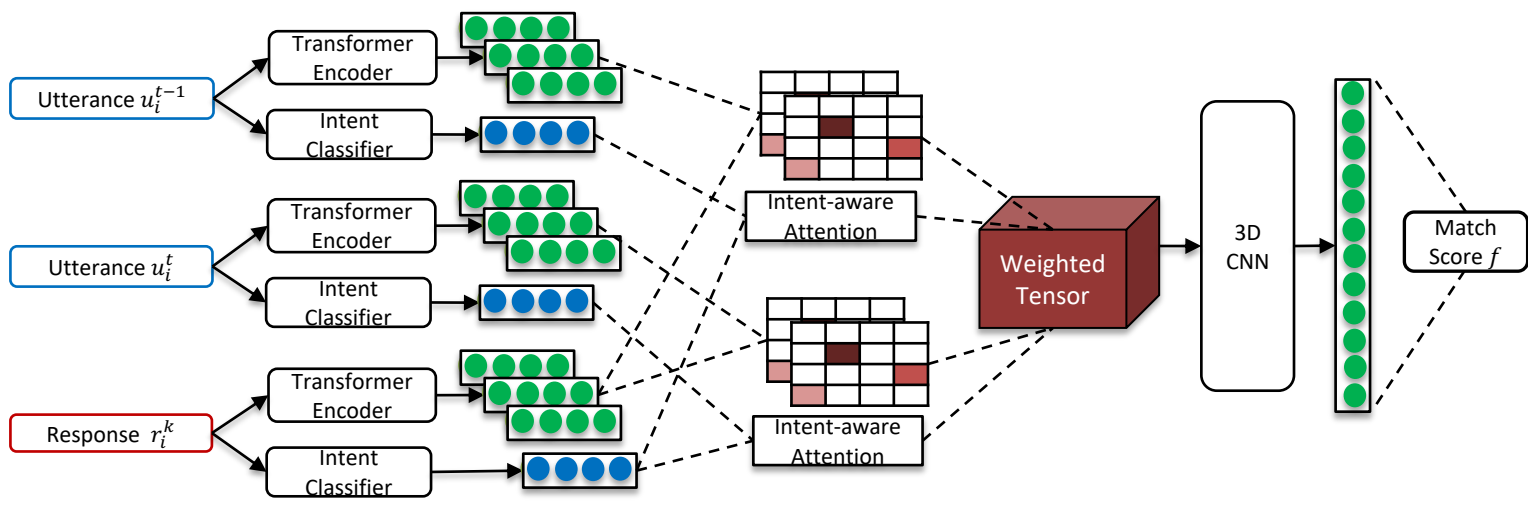 Utterance $u_i^{t-1}$
Transformer
Encoder
Intent
Classifier
Utterance $u_i^t$
Transformer
Encoder
Intent
Classifier
Response $r_i^k$
Transformer
Encoder
Intent
Classifier
Intent-aware
Attention
Intent-aware
Attention
Weighted
Tensor
3D
CNN
Match
Score $f$